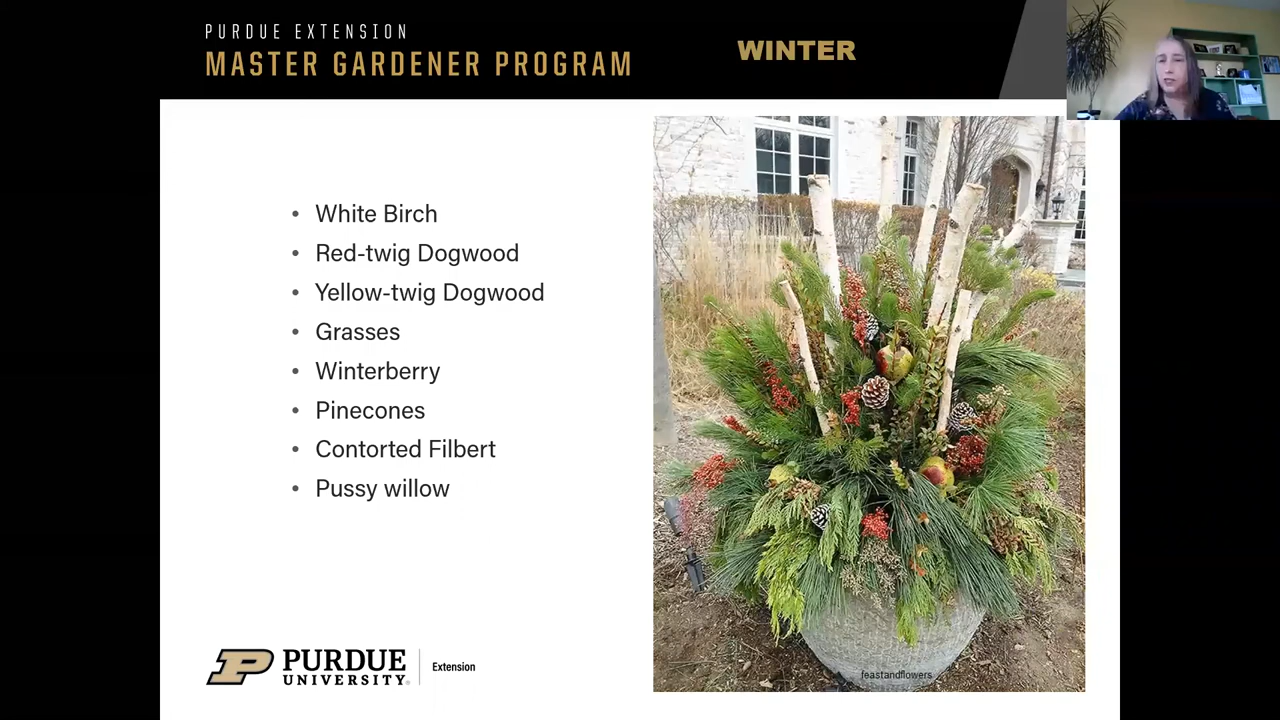 PURDUE EXTENSION
MASTER GARDENER PROGRAM
WINTER
• White Birch
• Red-twig Dogwood
• Yellow-twig Dogwood
• Grasses
• Winterberry
• Pinecones
• Contorted Filbert
• Pussy willow
feastandflowers
P PURDUE
UNIVERSITY®
Extension